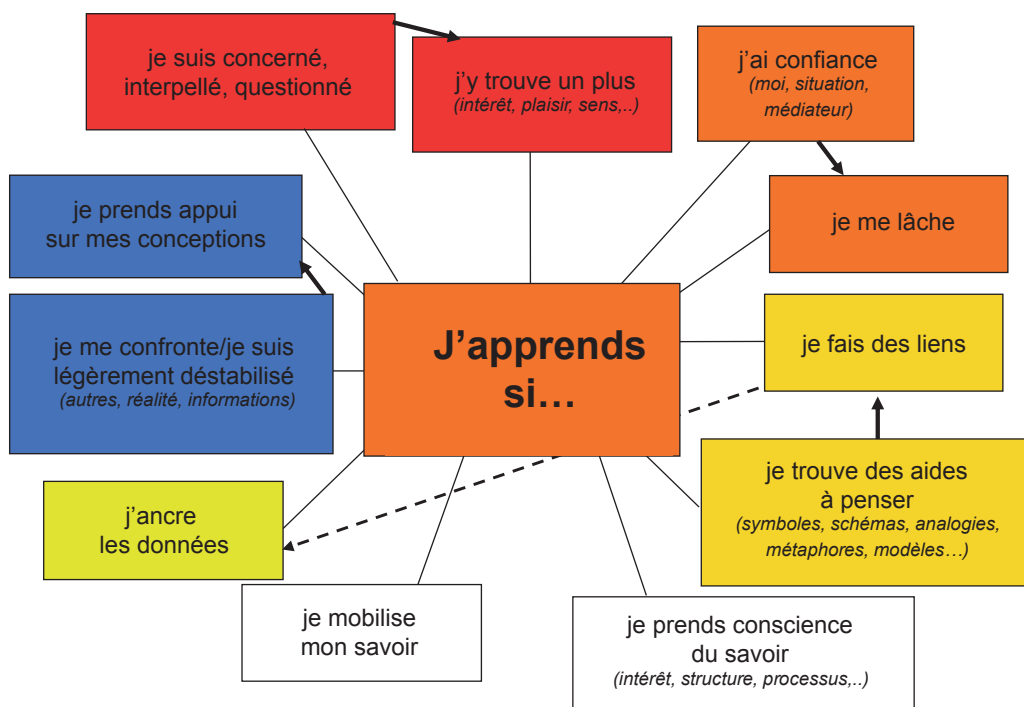 je suis concerné,
interpellé, questionné
j'y trouve un plus
(intérêt, plaisir, sens,..)
j'ai confiance
(moi, situation,
médiateur)
je prends appui
sur mes conceptions
je me lâche
je me confronte/je suis
légèrement déstabilisé
(autres, réalité, informations)
J'apprends
si…
je fais des liens
j'ancre
les données
je trouve des aides
à penser
(symboles, schémas, analogies,
métaphores, modèles…)
je mobilise
mon savoir
je prends conscience
du savoir
(intérêt, structure, processus,..)